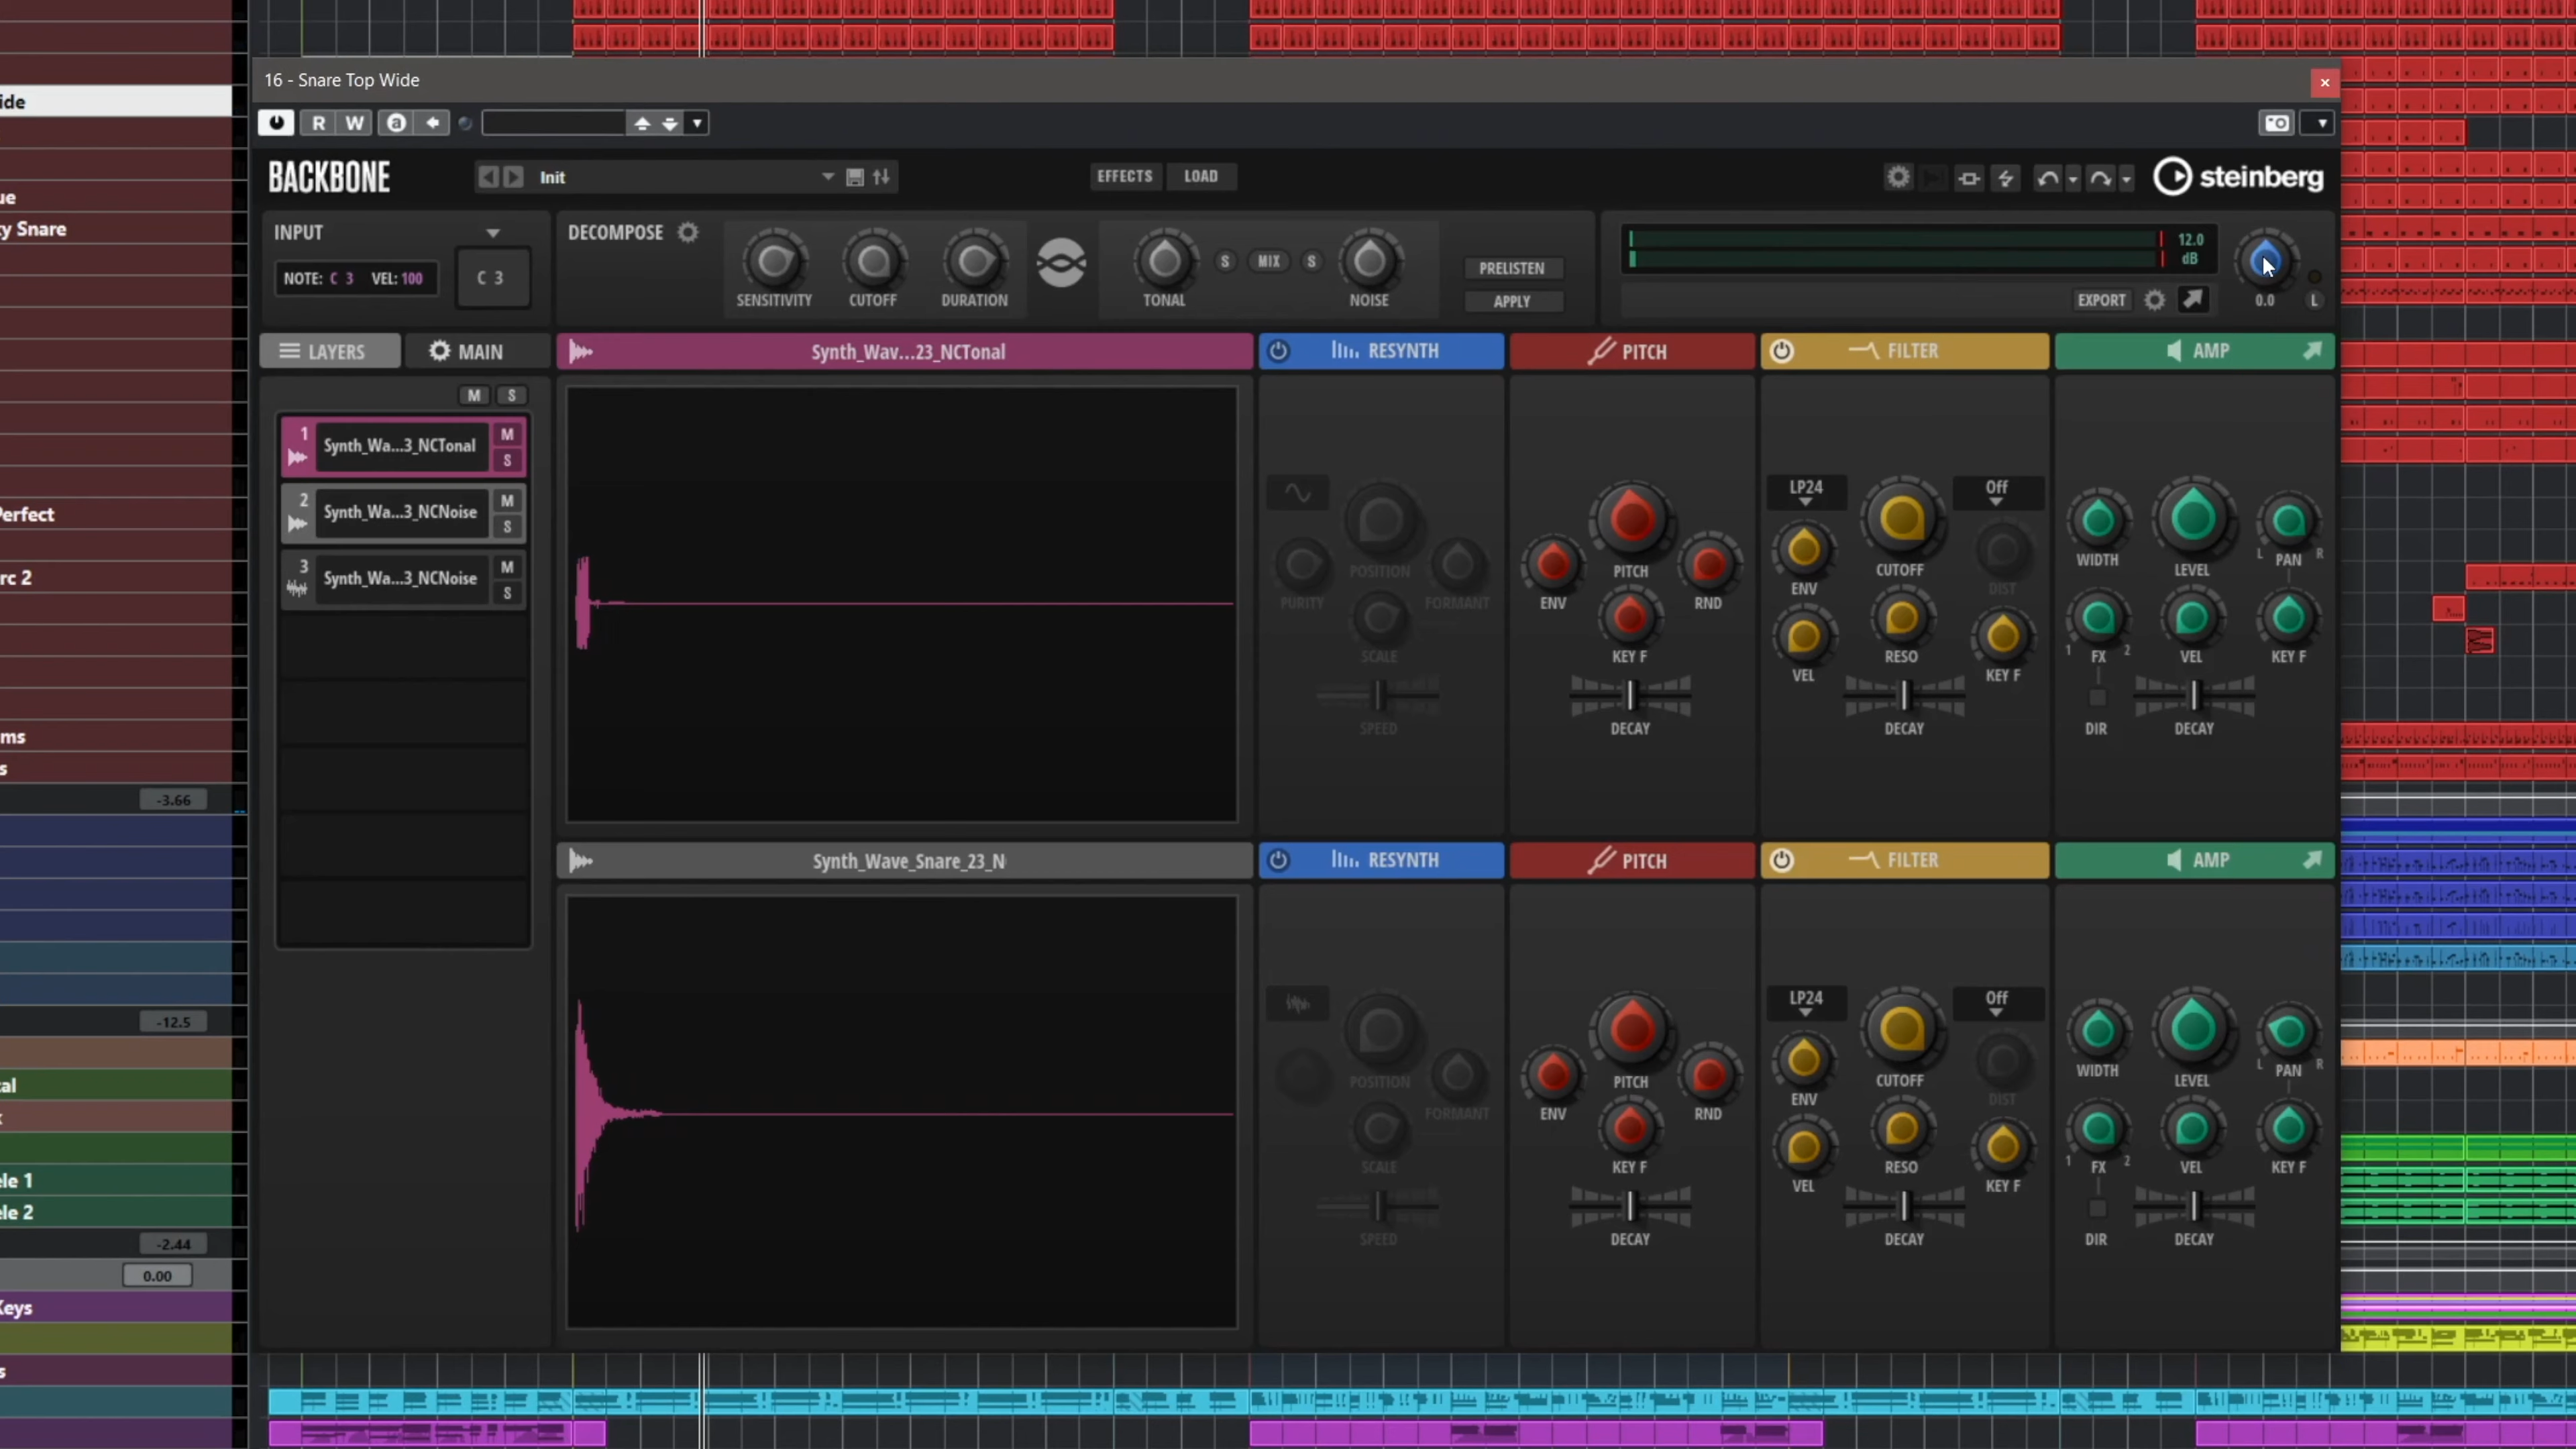 16 - Snare Top Wide
ide
R W a
BACKBONE Init EFFECTS LOAD steinberg
ue
y Snare
INPUT
NOTE: C 3 VEL: 100 C 3
DECOMPOSE
SENSITIVITY CUTOFF DURATION
TONAL S MIX S NOISE
PRELISTEN
APPLY
12.0
dB
EXPORT 0.0 L
LAYERS MAIN
M S
1 Synth_Wa...3_NCTonal M S
2 Synth_Wa...3_NCNoise M S
3 Synth_Wa...3_NCNoise M S
Synth_Wav...23_NCTonal RESYNTH PITCH FILTER AMP
POSITION PURITY FORMANT SCALE SPEED
PITCH ENV RND KEY F DECAY
LP24 Off CUTOFF ENV DIST RESO VEL KEY F DECAY
WIDTH LEVEL L PAN R
1 FX 2 VEL KEY F
DIR DECAY
Perfect
rc 2
ms
s
-3.66
Synth_Wave_Snare_23_N RESYNTH PITCH FILTER AMP
POSITION FORMANT SCALE SPEED
PITCH ENV RND KEY F DECAY
LP24 Off CUTOFF ENV DIST RESO VEL KEY F DECAY
WIDTH LEVEL L PAN R
1 FX 2 VEL KEY F
DIR DECAY
-12.5
al
ele 1
ele 2
-2.44
0.00
Keys
s